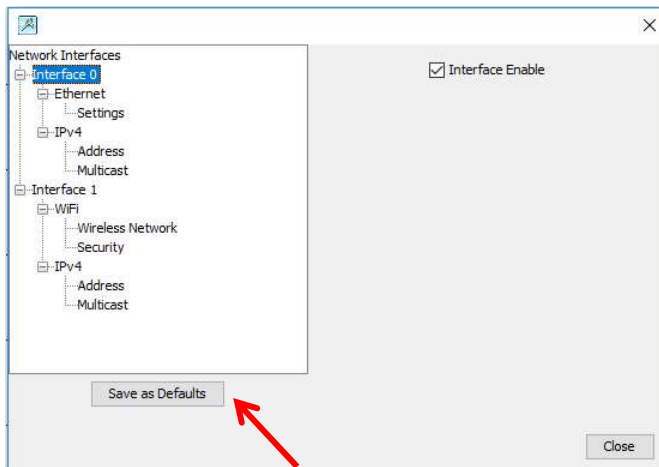 Network Interfaces
Interface 0
Ethernet
Settings
IPv4
Address
Multicast
Interface 1
WiFi
Wireless Network
Security
IPv4
Address
Multicast
Interface Enable
Save as Defaults
Close